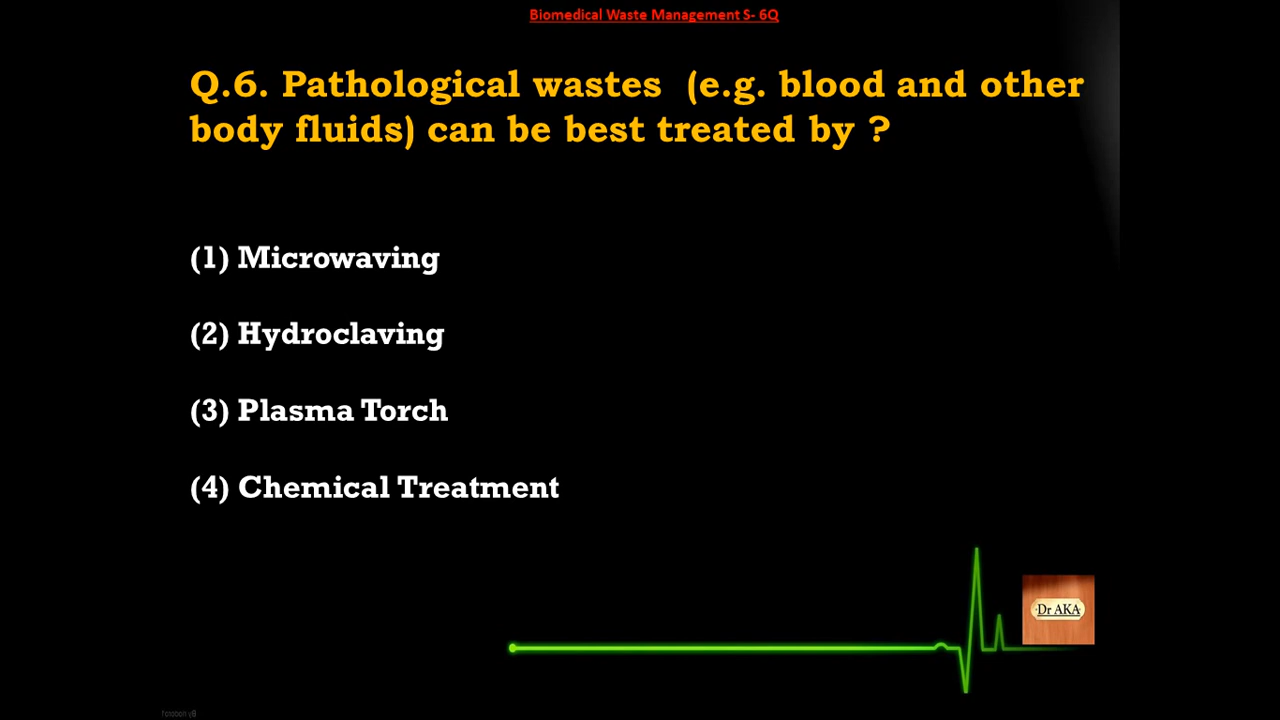 Biomedical Waste Management S- 6Q
Q.6. Pathological wastes (e.g. blood and other
body fluids) can be best treated by ?
(1) Microwaving
(2) Hydroclaving
(3) Plasma Torch
(4) Chemical Treatment
Dr AKA